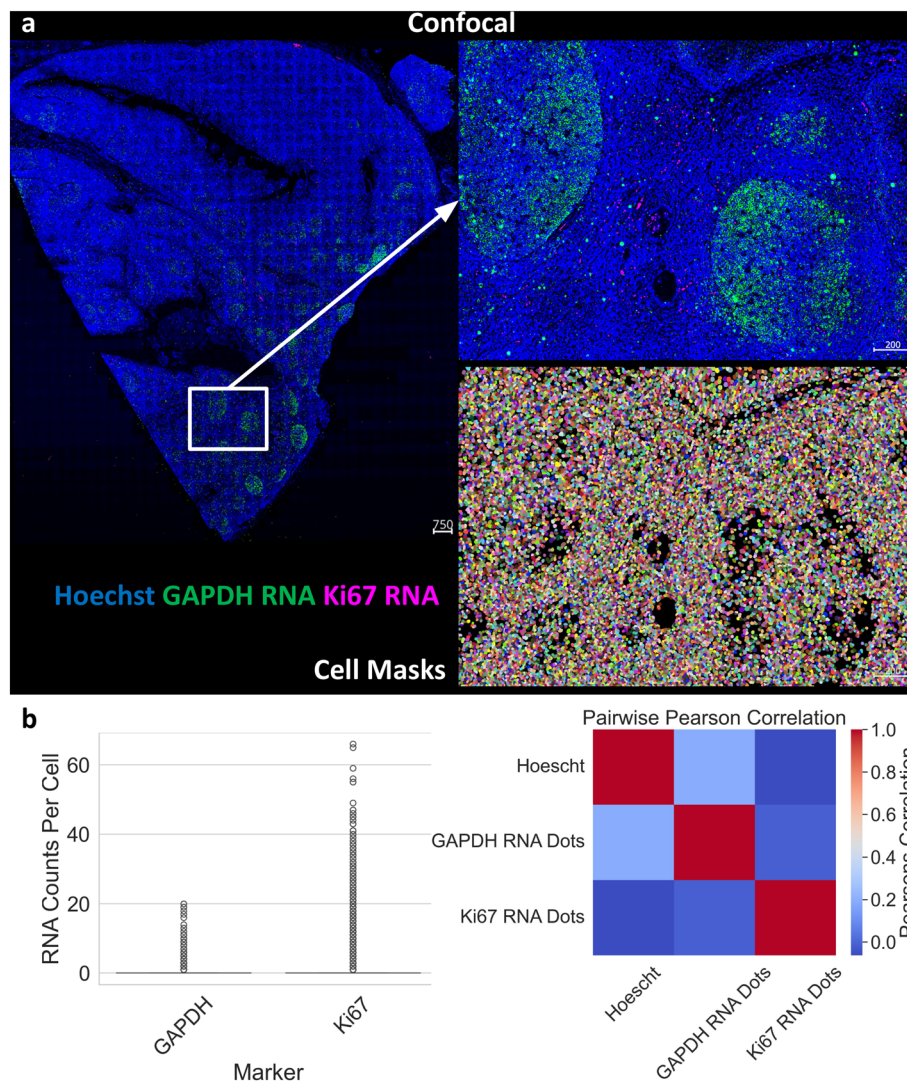 a
Confocal
200
750
Hoechst GAPDH RNA Ki67 RNA
Cell Masks
b
RNA Counts Per Cell
60
40
20
0
GAPDH
Ki67
Marker
Pairwise Pearson Correlation
Hoescht
GAPDH RNA Dots
Ki67 RNA Dots
Hoescht
GAPDH RNA Dots
Ki67 RNA Dots
1.0
0.8
0.6
0.4
0.2
0.0
Pearsons Correlation